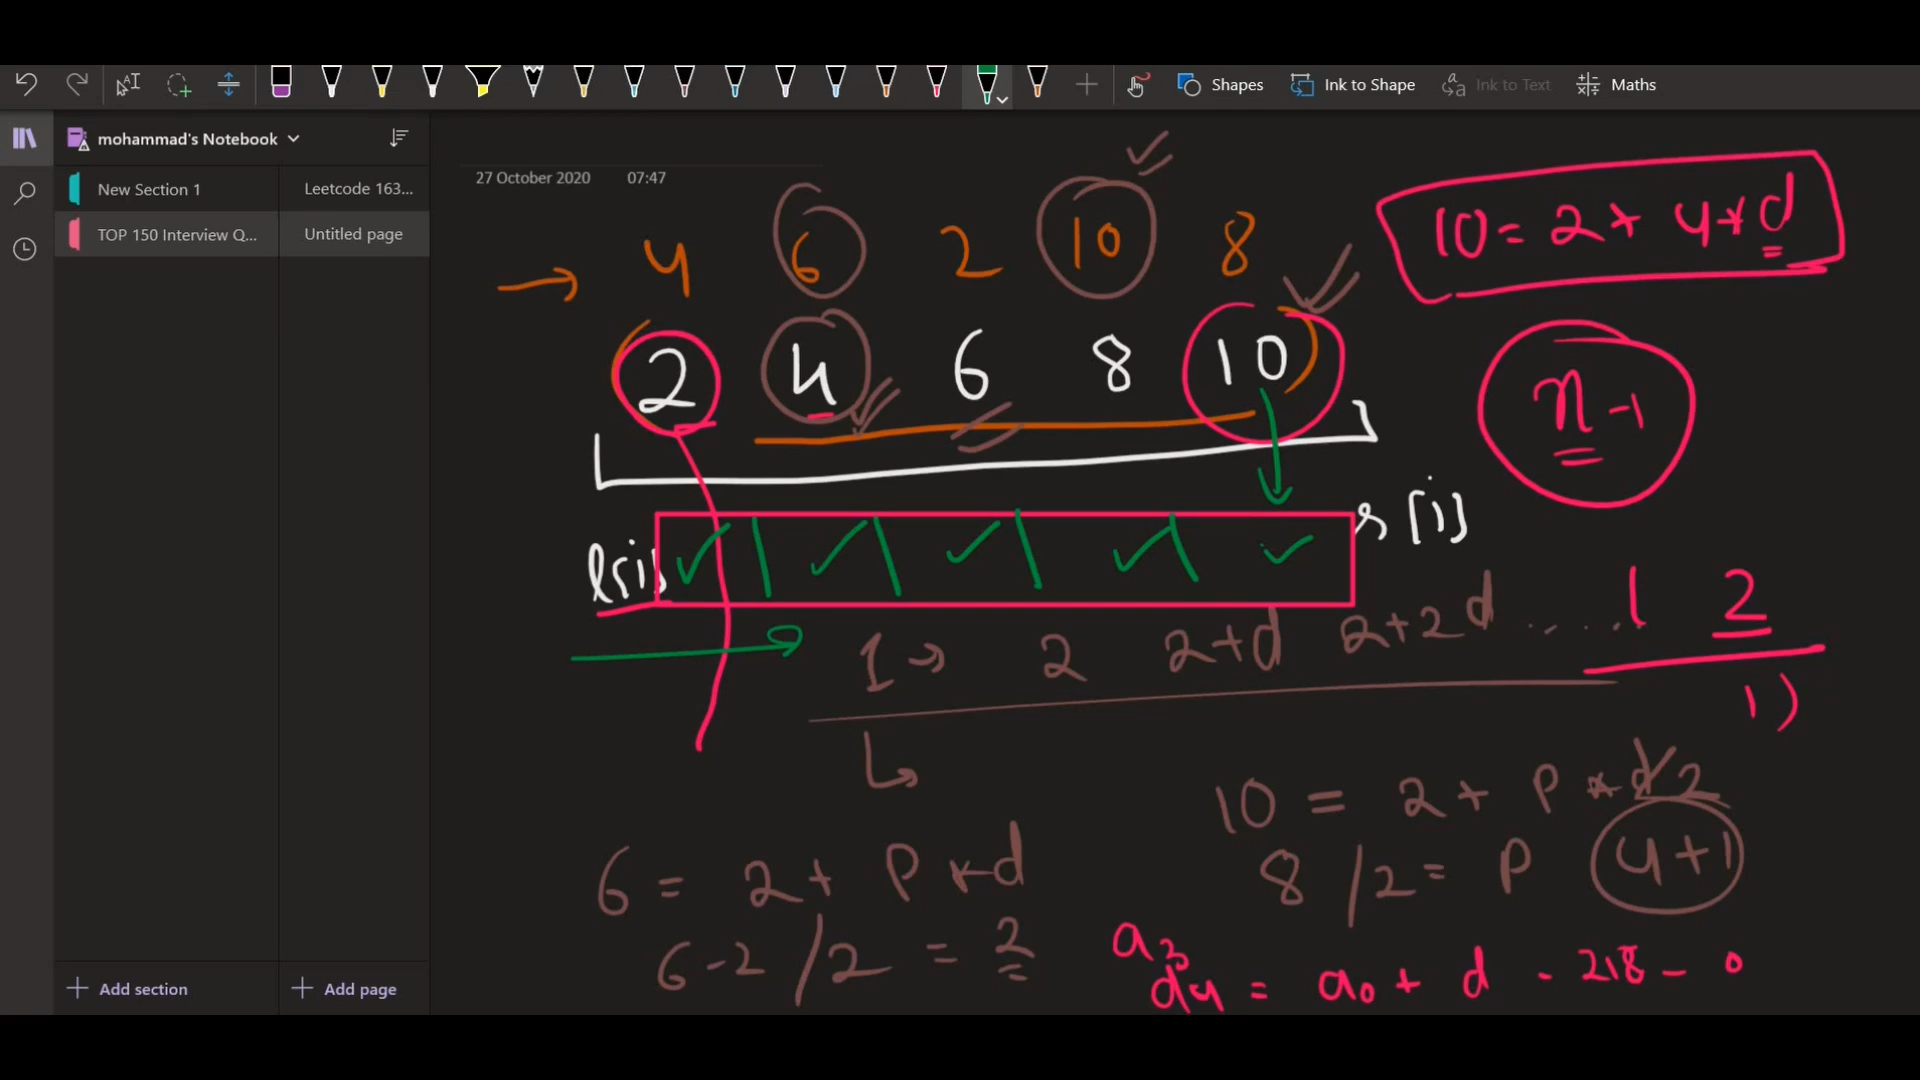 Shapes Ink to Shape Ink to Text Maths
mohammad's Notebook
New Section 1 Leetcode 163...
TOP 150 Interview Q... Untitled page
27 October 2020 07:47
4 6 2 10 8
10 = 2 + 4 * d
2 4 6 8 10
n - 1
l[i] r[i]
1 → 2 2+d 2+2d .....
1 2
1)
10 = 2 + P * d/2
6 = 2 + P * d
8 / 2 = P 4+1
6 - 2 / 2 = 2
= a0 + d
Add section Add page